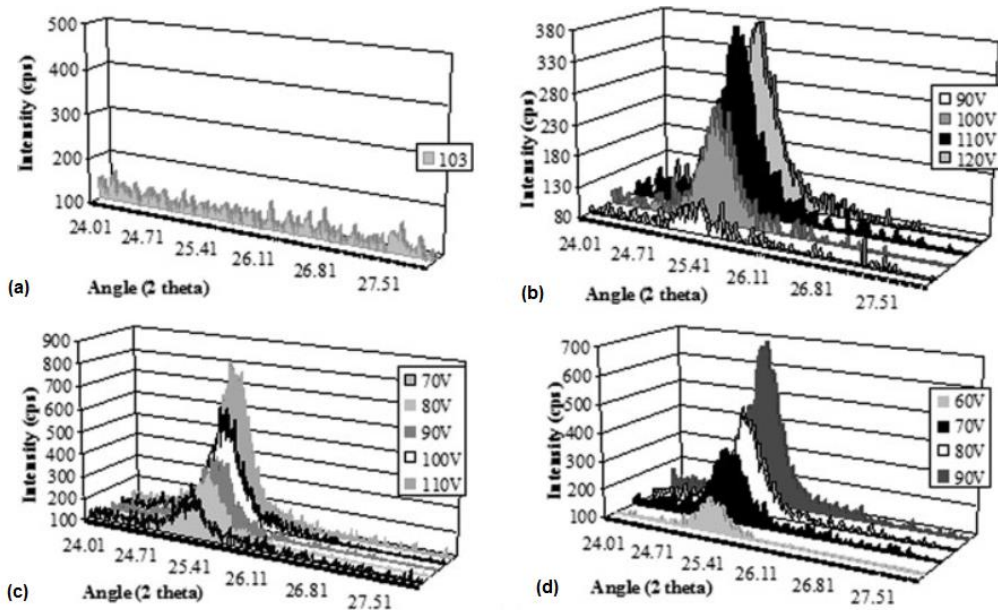 500
400
300
200
100
Intensity (cps)
24.01 24.71 25.41 26.11 26.81 27.51
Angle (2 theta)
103
(a)
380
330
280
230
180
130
80
Intensity (cps)
24.01 24.71 25.41 26.11 26.81 27.51
Angle (2 theta)
90V
100V
110V
120V
(b)
900
800
700
600
500
400
300
200
100
Intensity (cps)
24.01 24.71 25.41 26.11 26.81 27.51
Angle (2 theta)
70V
80V
90V
100V
110V
(c)
700
600
500
400
300
200
100
Intensity (cps)
24.01 24.71 25.41 26.11 26.81 27.51
Angle (2 theta)
60V
70V
80V
90V
(d)